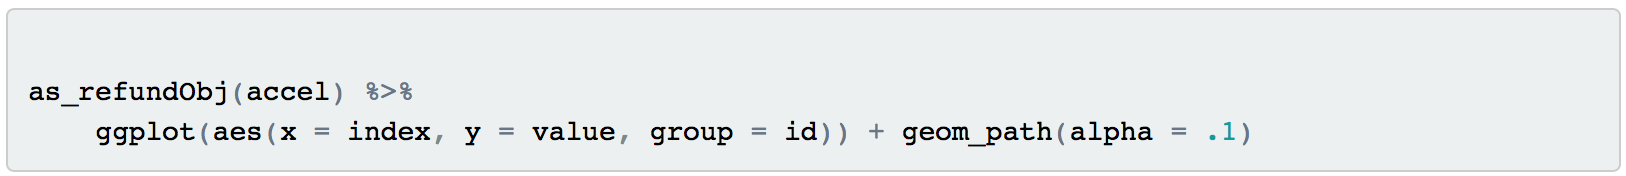 as_refundObj(accel) %>%
    ggplot(aes(x = index, y = value, group = id)) + geom_path(alpha = .1)